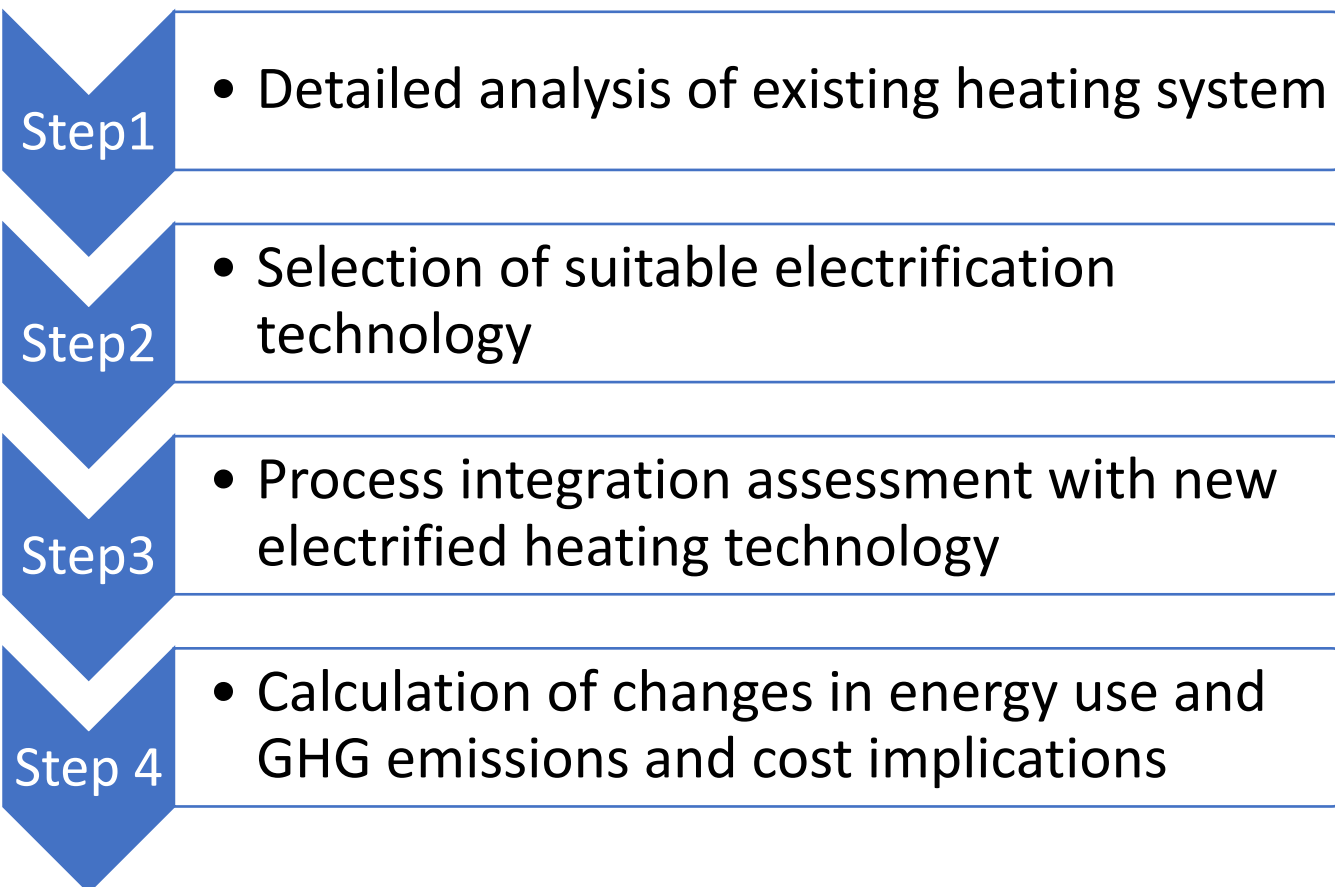 Step1
• Detailed analysis of existing heating system
Step2
• Selection of suitable electrification
technology
Step3
• Process integration assessment with new
electrified heating technology
Step 4
• Calculation of changes in energy use and
GHG emissions and cost implications